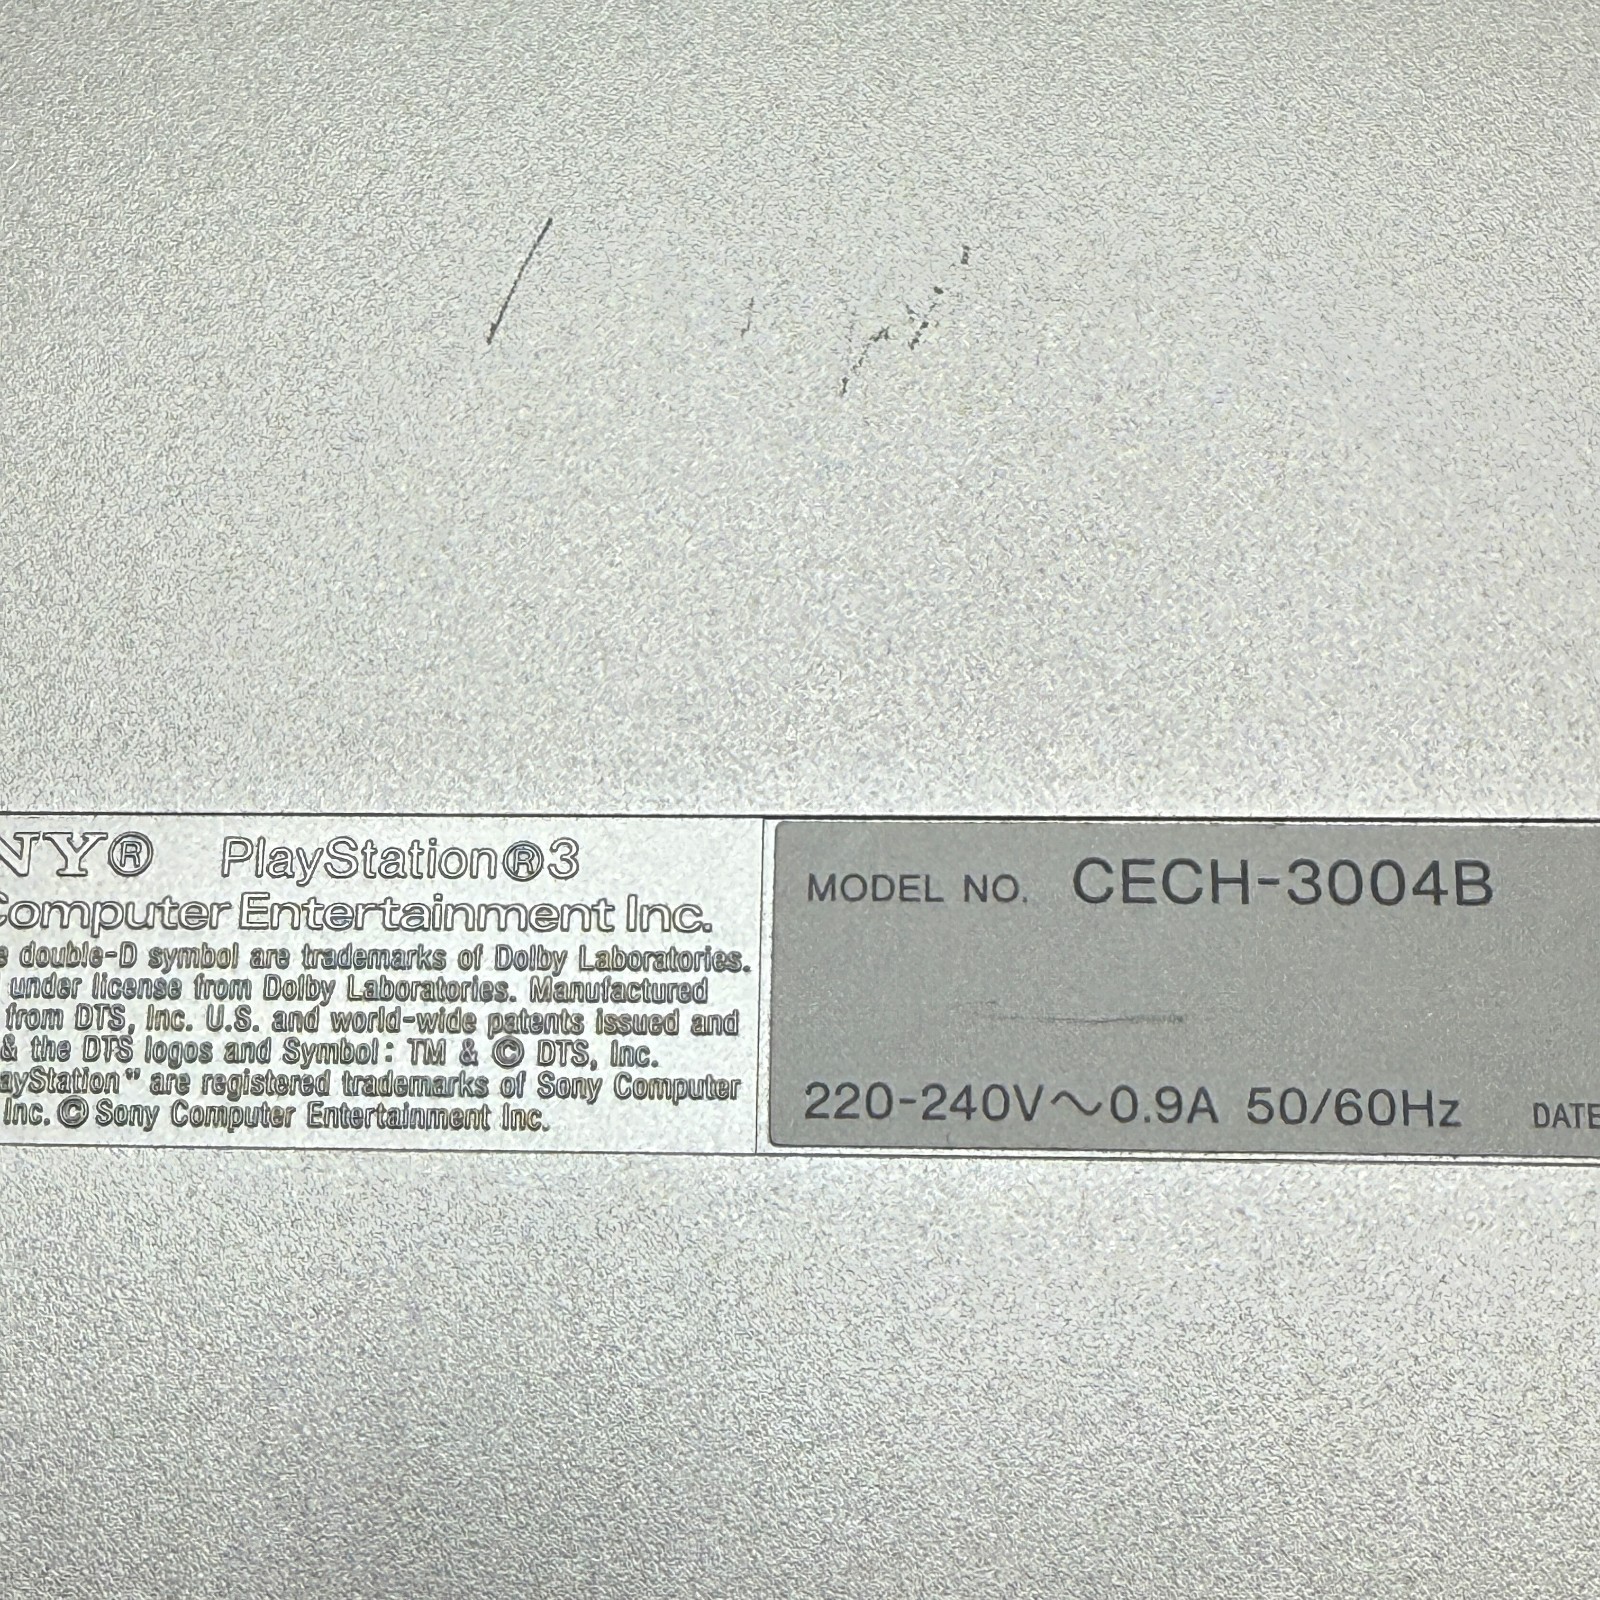 NY® PlayStation®3
Computer Entertainment Inc.
double-D symbol are trademarks of Dolby Laboratories.
under license from Dolby Laboratories. Manufactured
from DTS, Inc. U.S. and world-wide patents issued and
& the DTS logos and Symbol: TM & © DTS, Inc.
ayStation" are registered trademarks of Sony Computer
Inc. © Sony Computer Entertainment Inc.
MODEL NO. CECH-3004B
220-240V～0.9A 50/60Hz DATE